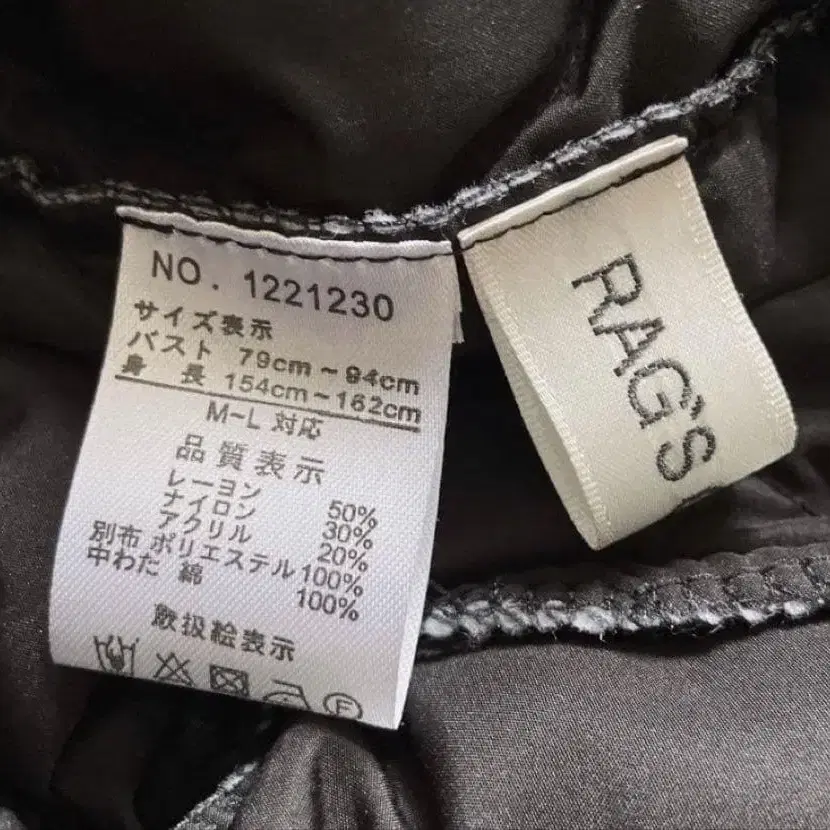 NO. 1221230
サイズ表示
バスト 79cm~94cm
身 長 154cm~162cm
M-L 対応
品質表示
レーヨン 50%
ナイロン 30%
アクリル 20%
別布 ポリエステル 100%
中わた 綿 100%
取扱絵表示
F
RAG'S